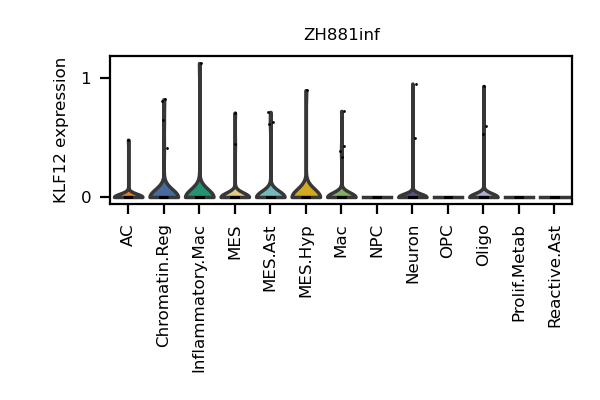 ZH881inf
KLF12 expression
1
0
AC
Chromatin.Reg
Inflammatory.Mac
MES
MES.Ast
MES.Hyp
Mac
NPC
Neuron
OPC
Oligo
Prolif.Metab
Reactive.Ast